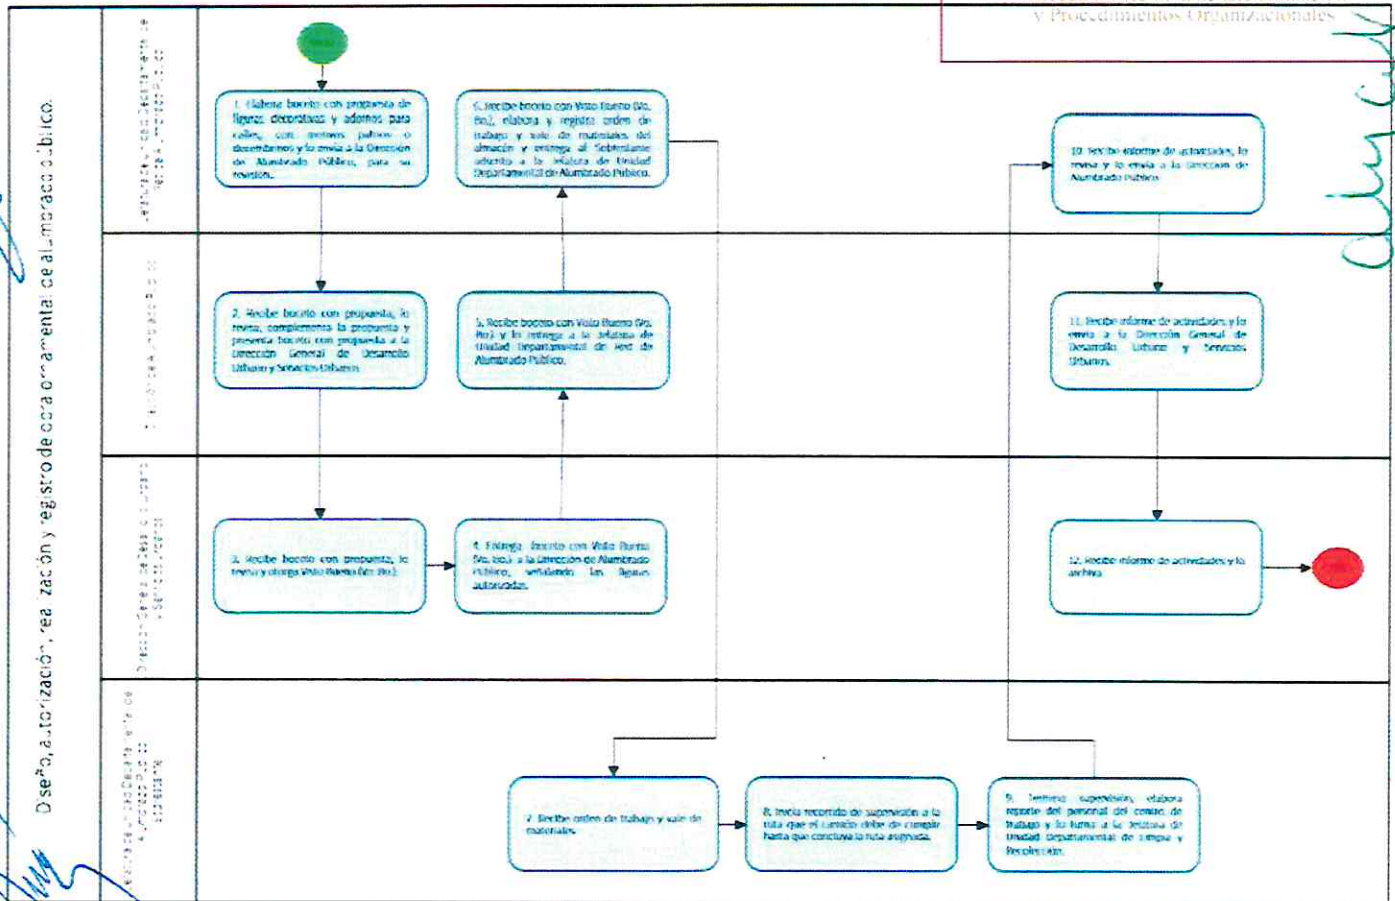 y Procedimientos Organizacionales
Diseño, autorización, realización y registro de obra ornamental de alumbrado público.
1. Elabora boceto con propuesta de
figuras decorativas y adornos para
calles, con motivos patrios o
decembrinos y lo envía a la Dirección
de Alumbrado Público, para su
revisión.
6. Recibe boceto con Visto Bueno (Vo.
Bo.), elabora y registra orden de
trabajo y vale de materiales del
almacén y entrega al Sobrestante
adscrito a la Jefatura de Unidad
Departamental de Alumbrado Público.
10. Recibe informe de actividades, lo
revisa y lo envía a la Dirección de
Alumbrado Público.
2. Recibe boceto con propuesta, lo
revisa, complementa la propuesta y
presenta boceto con propuesta a la
Dirección General de Desarrollo
Urbano y Servicios Urbanos.
5. Recibe boceto con Visto Bueno (Vo.
Bo.) y lo entrega a la Jefatura de
Unidad Departamental de Red de
Alumbrado Público.
11. Recibe informe de actividades y lo
envía a la Dirección General de
Desarrollo Urbano y Servicios
Urbanos.
3. Recibe boceto con propuesta, lo
revisa y otorga Visto Bueno (Vo. Bo.).
4. Entrega boceto con Visto Bueno
(Vo. Bo.) a la Dirección de Alumbrado
Público, señalando las figuras
autorizadas.
12. Recibe informe de actividades y lo
archiva.
7. Recibe orden de trabajo y vale de
materiales.
8. Inicia recorrido de supervisión a la
ruta que el camión debe de cumplir
hasta que concluya la ruta asignada.
9. Termina supervisión, elabora
reporte del personal del centro de
trabajo y lo turna a la Jefatura de
Unidad Departamental de Limpia y
Recolección.